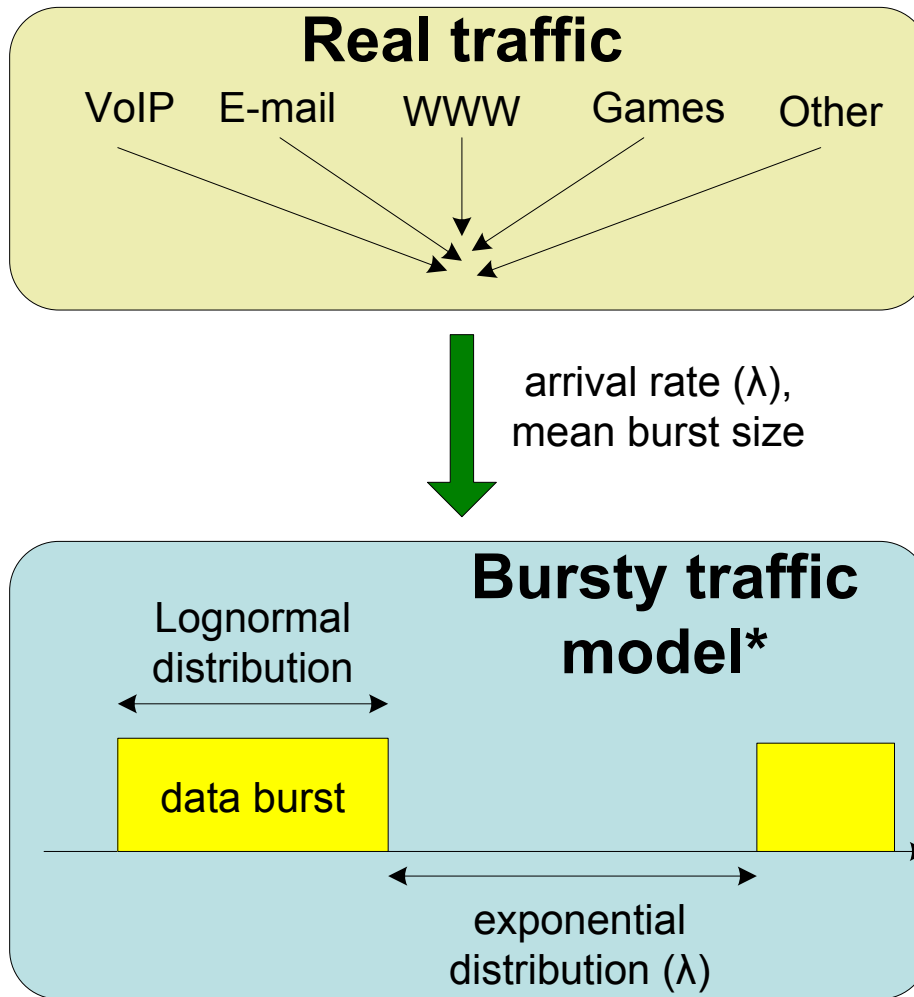 Real traffic
VoIP E-mail WWW Games Other
arrival rate (λ),
mean burst size
Bursty traffic
model*
Lognormal
distribution
data burst
exponential
distribution (λ)